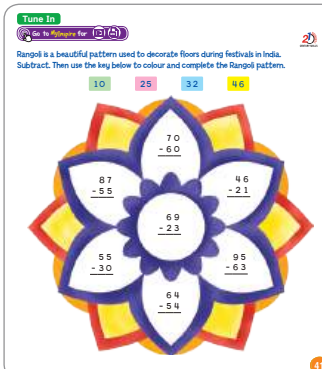 Tune In
Go to MyInspire for
Rangoli is a beautiful pattern used to decorate floors during festivals in India.
Subtract. Then use the key below to colour and complete the Rangoli pattern.
10 25 32 46
70
- 60
87
- 55
46
- 21
69
- 23
55
- 30
95
- 63
64
- 54